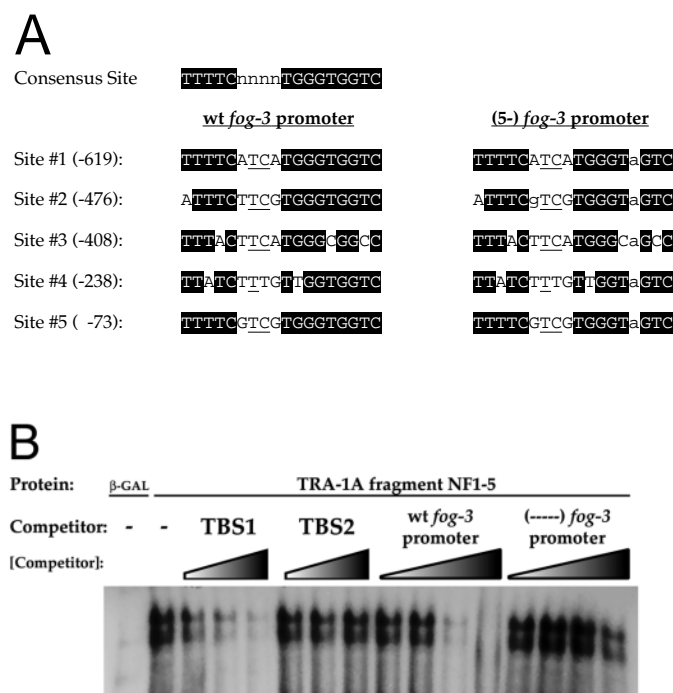 A
Consensus Site TTTTCnnnnTGGGTGGTC
wt fog-3 promoter (5-) fog-3 promoter
Site #1 (-619): TTTTCATCATGGGTGGTC TTTTCATCATGGGTaGTC
Site #2 (-476): ATTTCTTCGTGGGTGGTC ATTTCgTCGTGGGTaGTC
Site #3 (-408): TTTACTTCATGGGCGGCC TTTACTTCATGGGCaGCC
Site #4 (-238): TTATCTTTGTTGGTGGTC TTATCTTTGTTGGTaGTC
Site #5 ( -73): TTTTCGTCGTGGGTGGTC TTTTCGTCGTGGGTaGTC
B
Protein: β-GAL TRA-1A fragment NF1-5
Competitor: - - TBS1 TBS2 wt fog-3 promoter (-----) fog-3 promoter
[Competitor]: